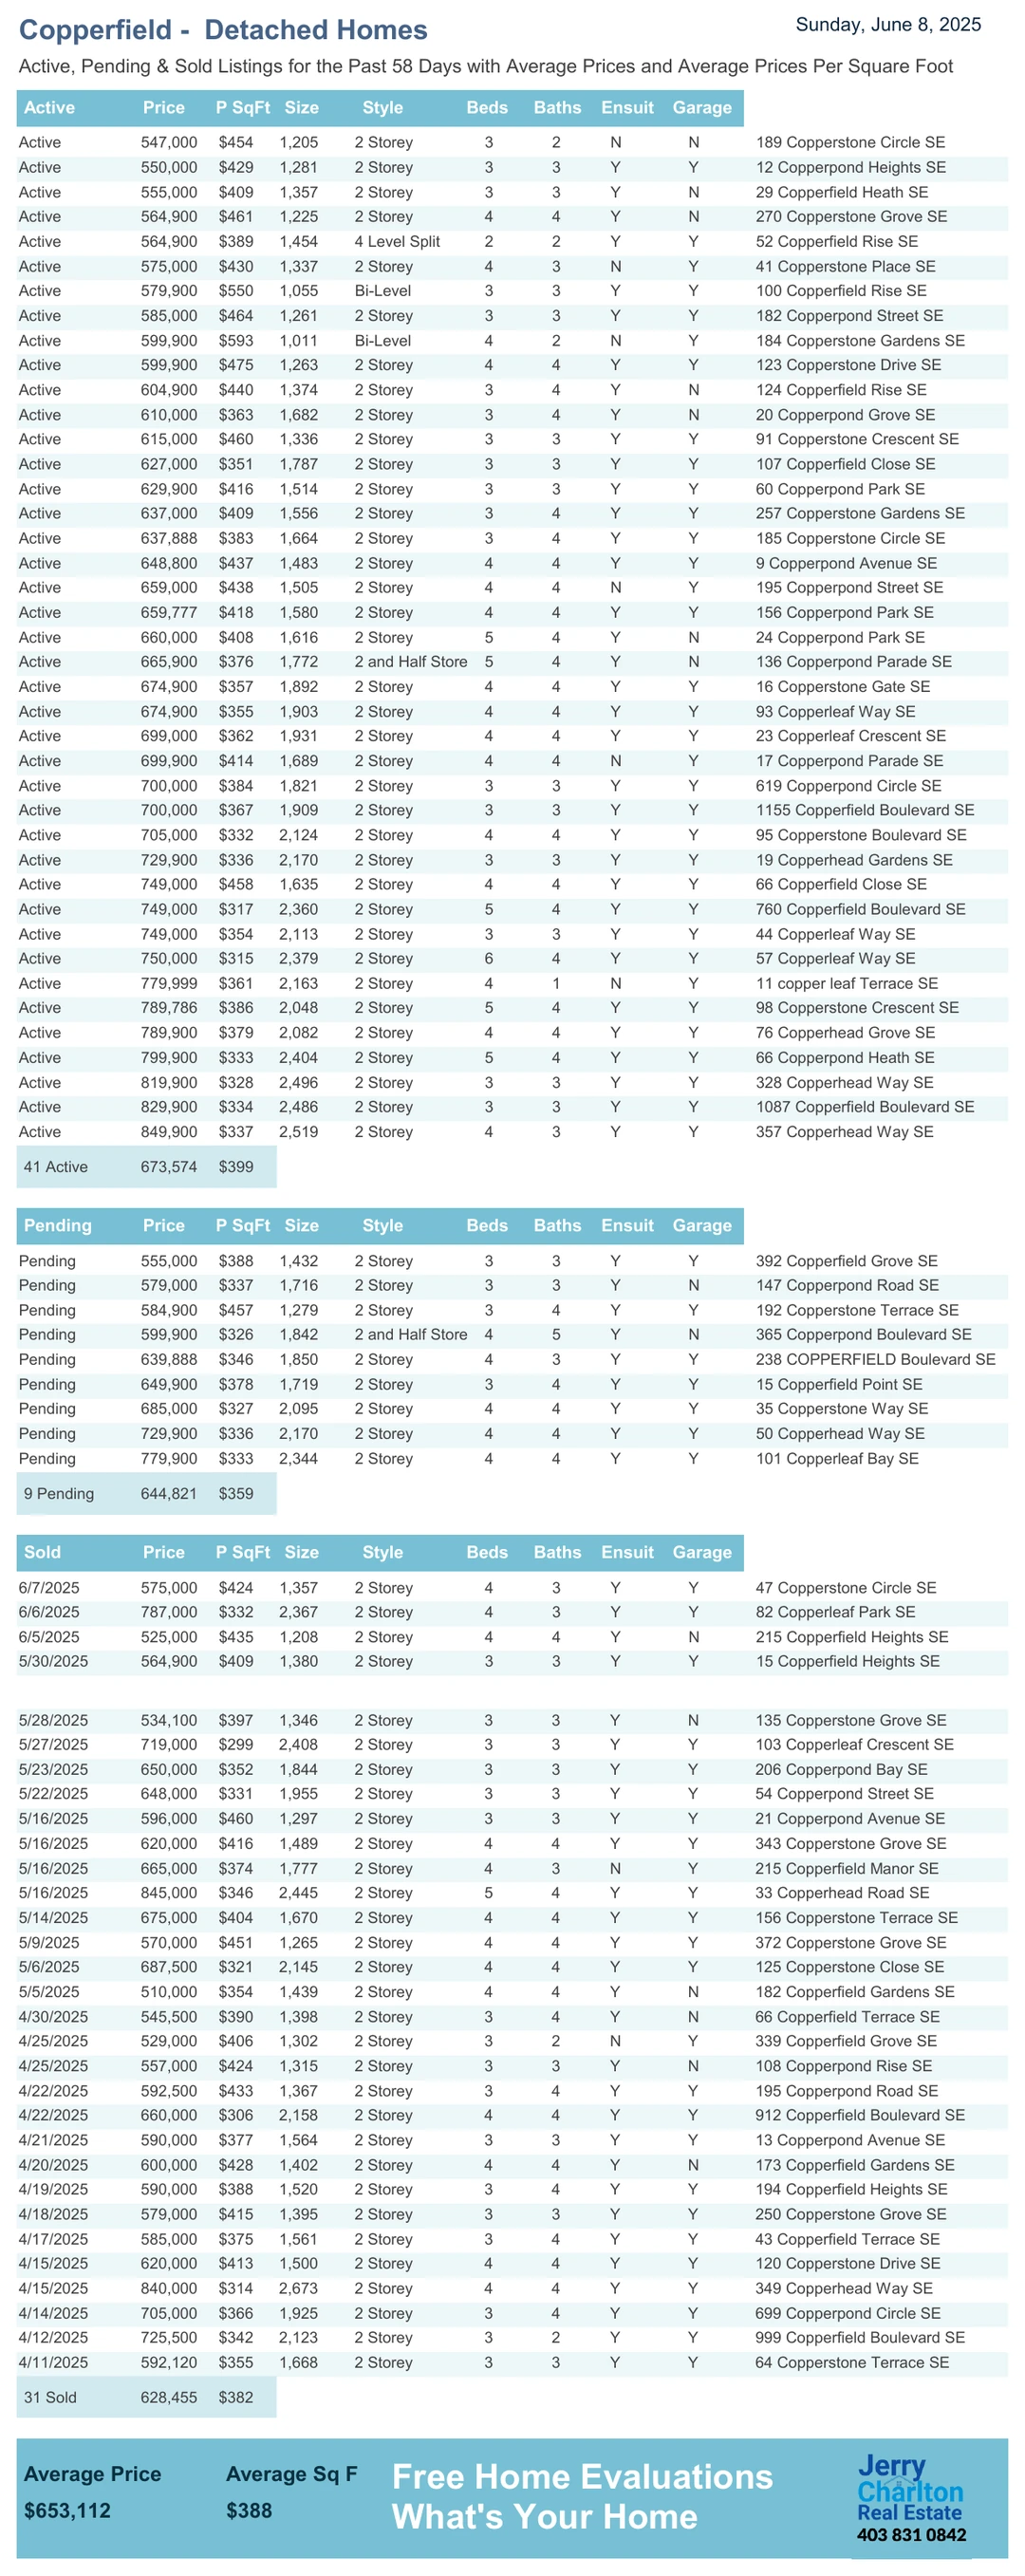 Copperfield - Detached Homes
Sunday, June 8, 2025
Active, Pending & Sold Listings for the Past 58 Days with Average Prices and Average Prices Per Square Foot
Active Price P SqFt Size Style Beds Baths Ensuit Garage
Active 547,000 $454 1,205 2 Storey 3 2 N N 189 Copperstone Circle SE
Active 550,000 $429 1,281 2 Storey 3 3 Y Y 12 Copperpond Heights SE
Active 555,000 $409 1,357 2 Storey 3 3 Y N 29 Copperfield Heath SE
Active 564,900 $461 1,225 2 Storey 4 4 Y N 270 Copperstone Grove SE
Active 564,900 $389 1,454 4 Level Split 2 2 Y Y 52 Copperfield Rise SE
Active 575,000 $430 1,337 2 Storey 4 3 N Y 41 Copperstone Place SE
Active 579,900 $550 1,055 Bi-Level 3 3 Y Y 100 Copperfield Rise SE
Active 585,000 $464 1,261 2 Storey 3 3 Y Y 182 Copperpond Street SE
Active 599,900 $593 1,011 Bi-Level 4 2 N Y 184 Copperstone Gardens SE
Active 599,900 $475 1,263 2 Storey 4 4 Y Y 123 Copperstone Drive SE
Active 604,900 $440 1,374 2 Storey 3 4 Y N 124 Copperfield Rise SE
Active 610,000 $363 1,682 2 Storey 3 4 Y N 20 Copperpond Grove SE
Active 615,000 $460 1,336 2 Storey 3 3 Y Y 91 Copperstone Crescent SE
Active 627,000 $351 1,787 2 Storey 3 3 Y Y 107 Copperfield Close SE
Active 629,900 $416 1,514 2 Storey 3 3 Y Y 60 Copperpond Park SE
Active 637,000 $409 1,556 2 Storey 3 4 Y Y 257 Copperstone Gardens SE
Active 637,888 $383 1,664 2 Storey 3 4 Y Y 185 Copperstone Circle SE
Active 648,800 $437 1,483 2 Storey 4 4 Y Y 9 Copperpond Avenue SE
Active 659,000 $438 1,505 2 Storey 4 4 N Y 195 Copperpond Street SE
Active 659,777 $418 1,580 2 Storey 4 4 Y Y 156 Copperpond Park SE
Active 660,000 $408 1,616 2 Storey 5 4 Y N 24 Copperpond Park SE
Active 665,900 $376 1,772 2 and Half Store 5 4 Y N 136 Copperpond Parade SE
Active 674,900 $357 1,892 2 Storey 4 4 Y Y 16 Copperstone Gate SE
Active 674,900 $355 1,903 2 Storey 4 4 Y Y 93 Copperleaf Way SE
Active 699,000 $362 1,931 2 Storey 4 4 Y Y 23 Copperleaf Crescent SE
Active 699,900 $414 1,689 2 Storey 4 4 N Y 17 Copperpond Parade SE
Active 700,000 $384 1,821 2 Storey 3 3 Y Y 619 Copperpond Circle SE
Active 700,000 $367 1,909 2 Storey 3 3 Y Y 1155 Copperfield Boulevard SE
Active 705,000 $332 2,124 2 Storey 4 4 Y Y 95 Copperstone Boulevard SE
Active 729,900 $336 2,170 2 Storey 3 3 Y Y 19 Copperhead Gardens SE
Active 749,000 $458 1,635 2 Storey 4 4 Y Y 66 Copperfield Close SE
Active 749,000 $317 2,360 2 Storey 5 4 Y Y 760 Copperfield Boulevard SE
Active 749,000 $354 2,113 2 Storey 3 3 Y Y 44 Copperleaf Way SE
Active 750,000 $315 2,379 2 Storey 6 4 Y Y 57 Copperleaf Way SE
Active 779,999 $361 2,163 2 Storey 4 1 N Y 11 copper leaf Terrace SE
Active 789,786 $386 2,048 2 Storey 5 4 Y Y 98 Copperstone Crescent SE
Active 789,900 $379 2,082 2 Storey 4 4 Y Y 76 Copperhead Grove SE
Active 799,900 $333 2,404 2 Storey 5 4 Y Y 66 Copperpond Heath SE
Active 819,900 $328 2,496 2 Storey 3 3 Y Y 328 Copperhead Way SE
Active 829,900 $334 2,486 2 Storey 3 3 Y Y 1087 Copperfield Boulevard SE
Active 849,900 $337 2,519 2 Storey 4 3 Y Y 357 Copperhead Way SE
41 Active 673,574 $399
Pending Price P SqFt Size Style Beds Baths Ensuit Garage
Pending 555,000 $388 1,432 2 Storey 3 3 Y Y 392 Copperfield Grove SE
Pending 579,000 $337 1,716 2 Storey 3 3 Y N 147 Copperpond Road SE
Pending 584,900 $457 1,279 2 Storey 3 4 Y Y 192 Copperstone Terrace SE
Pending 599,900 $326 1,842 2 and Half Store 4 5 Y N 365 Copperpond Boulevard SE
Pending 639,888 $346 1,850 2 Storey 4 3 Y Y 238 COPPERFIELD Boulevard SE
Pending 649,900 $378 1,719 2 Storey 3 4 Y Y 15 Copperfield Point SE
Pending 685,000 $327 2,095 2 Storey 4 4 Y Y 35 Copperstone Way SE
Pending 729,900 $336 2,170 2 Storey 4 4 Y Y 50 Copperhead Way SE
Pending 779,900 $333 2,344 2 Storey 4 4 Y Y 101 Copperleaf Bay SE
9 Pending 644,821 $359
Sold Price P SqFt Size Style Beds Baths Ensuit Garage
6/7/2025 575,000 $424 1,357 2 Storey 4 3 Y Y 47 Copperstone Circle SE
6/6/2025 787,000 $332 2,367 2 Storey 4 3 Y Y 82 Copperleaf Park SE
6/5/2025 525,000 $435 1,208 2 Storey 4 4 Y N 215 Copperfield Heights SE
5/30/2025 564,900 $409 1,380 2 Storey 3 3 Y Y 15 Copperfield Heights SE
5/28/2025 534,100 $397 1,346 2 Storey 3 3 Y N 135 Copperstone Grove SE
5/27/2025 719,000 $299 2,408 2 Storey 3 3 Y Y 103 Copperleaf Crescent SE
5/23/2025 650,000 $352 1,844 2 Storey 3 3 Y Y 206 Copperpond Bay SE
5/22/2025 648,000 $331 1,955 2 Storey 3 3 Y Y 54 Copperpond Street SE
5/16/2025 596,000 $460 1,297 2 Storey 3 3 Y Y 21 Copperpond Avenue SE
5/16/2025 620,000 $416 1,489 2 Storey 4 4 Y Y 343 Copperstone Grove SE
5/16/2025 665,000 $374 1,777 2 Storey 4 3 N Y 215 Copperfield Manor SE
5/16/2025 845,000 $346 2,445 2 Storey 5 4 Y Y 33 Copperhead Road SE
5/14/2025 675,000 $404 1,670 2 Storey 4 4 Y Y 156 Copperstone Terrace SE
5/9/2025 570,000 $451 1,265 2 Storey 4 4 Y Y 372 Copperstone Grove SE
5/6/2025 687,500 $321 2,145 2 Storey 4 4 Y Y 125 Copperstone Close SE
5/5/2025 510,000 $354 1,439 2 Storey 4 4 Y N 182 Copperfield Gardens SE
4/30/2025 545,500 $390 1,398 2 Storey 3 4 Y N 66 Copperfield Terrace SE
4/25/2025 529,000 $406 1,302 2 Storey 3 2 N Y 339 Copperfield Grove SE
4/25/2025 557,000 $424 1,315 2 Storey 3 3 Y N 108 Copperpond Rise SE
4/22/2025 592,500 $433 1,367 2 Storey 3 4 Y Y 195 Copperpond Road SE
4/22/2025 660,000 $306 2,158 2 Storey 4 4 Y Y 912 Copperfield Boulevard SE
4/21/2025 590,000 $377 1,564 2 Storey 3 3 Y Y 13 Copperpond Avenue SE
4/20/2025 600,000 $428 1,402 2 Storey 4 4 Y N 173 Copperfield Gardens SE
4/19/2025 590,000 $388 1,520 2 Storey 3 4 Y Y 194 Copperfield Heights SE
4/18/2025 579,000 $415 1,395 2 Storey 3 3 Y Y 250 Copperstone Grove SE
4/17/2025 585,000 $375 1,561 2 Storey 3 4 Y Y 43 Copperfield Terrace SE
4/15/2025 620,000 $413 1,500 2 Storey 4 4 Y Y 120 Copperstone Drive SE
4/15/2025 840,000 $314 2,673 2 Storey 4 4 Y Y 349 Copperhead Way SE
4/14/2025 705,000 $366 1,925 2 Storey 3 4 Y Y 699 Copperpond Circle SE
4/12/2025 725,500 $342 2,123 2 Storey 3 2 Y Y 999 Copperfield Boulevard SE
4/11/2025 592,120 $355 1,668 2 Storey 3 3 Y Y 64 Copperstone Terrace SE
31 Sold 628,455 $382
Average Price Average Sq F
$653,112 $388
Free Home Evaluations
What's Your Home
Jerry
Charlton
Real Estate
403 831 0842